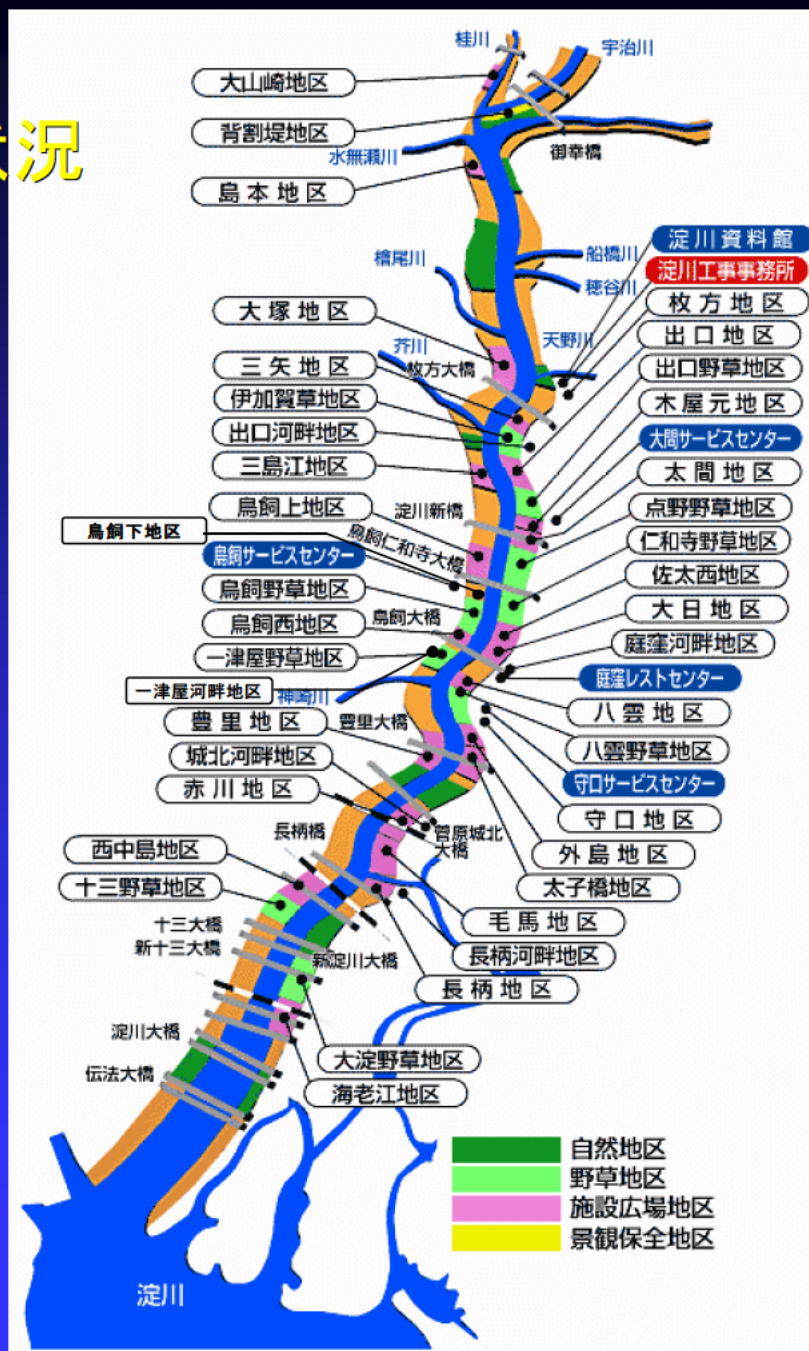 況
桂川
宇治川
大山崎地区
背割堤地区
水無瀬川
御幸橋
島本地区
淀川資料館
船橋川
檜尾川
淀川工事事務所
穂谷川
枚方地区
大塚地区
天野川
出口地区
芥川
三矢地区
枚方大橋
出口野草地区
伊加賀草地区
木屋元地区
出口河畔地区
大間サービスセンター
三島江地区
太間地区
鳥飼上地区
淀川新橋
点野野草地区
鳥飼下地区
鳥飼仁和寺大橋
仁和寺野草地区
鳥飼サービスセンター
佐太西地区
鳥飼野草地区
大日地区
鳥飼西地区
鳥飼大橋
庭窪河畔地区
一津屋野草地区
庭窪レストセンター
一津屋河畔地区
神崎川
八雲地区
豊里地区
豊里大橋
八雲野草地区
城北河畔地区
守口サービスセンター
赤川地区
守口地区
長柄橋
菅原城北
大橋
外島地区
西中島地区
太子橋地区
十三野草地区
毛馬地区
十三大橋
長柄河畔地区
新十三大橋
新淀川大橋
長柄地区
淀川大橋
大淀野草地区
伝法大橋
海老江地区
自然地区
野草地区
施設広場地区
景観保全地区
淀川